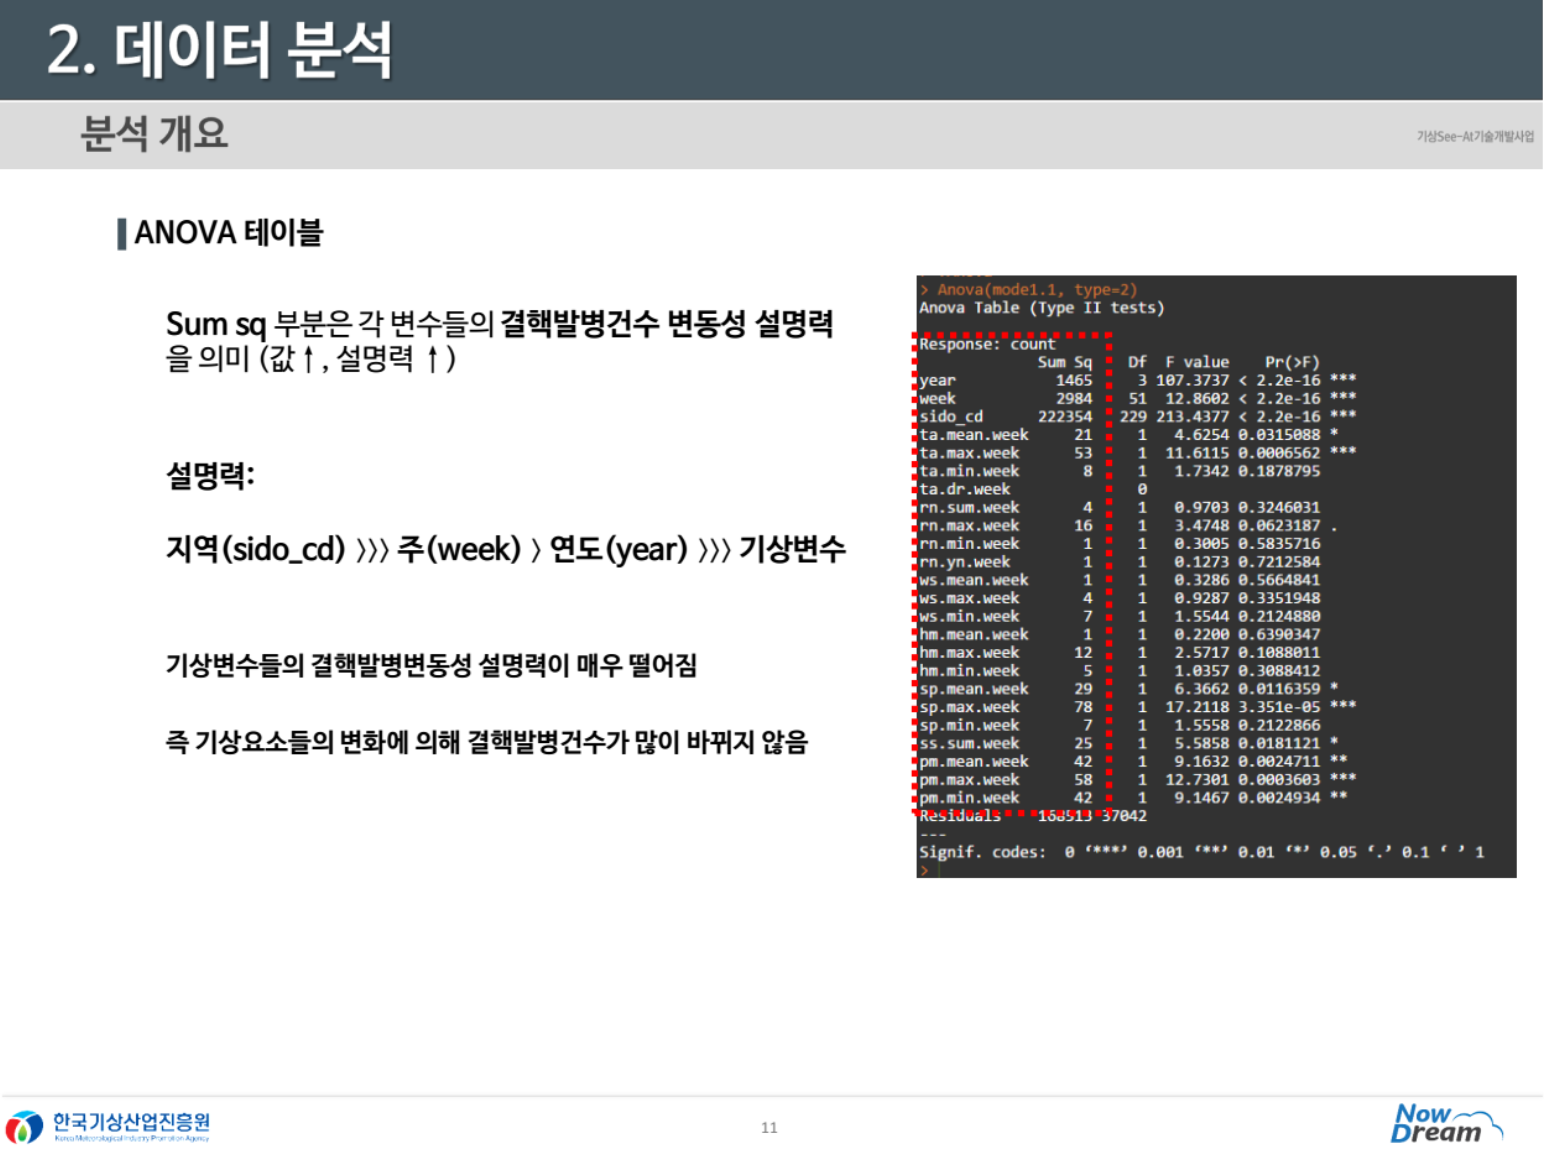 2. 데이터 분석
분석 개요
기상See-At기술개발사업
ANOVA 테이블
Sum sq 부분은 각 변수들의 결핵발병건수 변동성 설명력
을 의미 (값↑, 설명력 ↑)
설명력:
지역(sido_cd) >>> 주(week) > 연도(year) >>> 기상변수
기상변수들의 결핵발병변동성 설명력이 매우 떨어짐
즉 기상요소들의 변화에 의해 결핵발병건수가 많이 바뀌지 않음
> Anova(mode1.1, type=2)
Anova Table (Type II tests)
Response: count
Sum Sq Df F value Pr(>F)
year 1465 3 107.3737 < 2.2e-16 ***
week 2984 51 12.8602 < 2.2e-16 ***
sido_cd 222354 229 213.4377 < 2.2e-16 ***
ta.mean.week 21 1 4.6254 0.0315088 *
ta.max.week 53 1 11.6115 0.0006562 ***
ta.min.week 8 1 1.7342 0.1878795
ta.dr.week 0
rn.sum.week 4 1 0.9703 0.3246031
rn.max.week 16 1 3.4748 0.0623187 .
rn.min.week 1 1 0.3005 0.5835716
rn.yn.week 1 1 0.1273 0.7212584
ws.mean.week 1 1 0.3286 0.5664841
ws.max.week 4 1 0.9287 0.3351948
ws.min.week 7 1 1.5544 0.2124880
hm.mean.week 1 1 0.2200 0.6390347
hm.max.week 12 1 2.5717 0.1088011
hm.min.week 5 1 1.0357 0.3088412
sp.mean.week 29 1 6.3662 0.0116359 *
sp.max.week 78 1 17.2118 3.351e-05 ***
sp.min.week 7 1 1.5558 0.2122866
ss.sum.week 25 1 5.5858 0.0181121 *
pm.mean.week 42 1 9.1632 0.0024711 **
pm.max.week 58 1 12.7301 0.0003603 ***
pm.min.week 42 1 9.1467 0.0024934 **
Residuals 168513 37042
---
Signif. codes: 0 ‘***’ 0.001 ‘**’ 0.01 ‘*’ 0.05 ‘.’ 0.1 ‘ ’ 1
>
한국기상산업진흥원
Korea Meteorological Industry Promotion Agency
11
Now
Dream